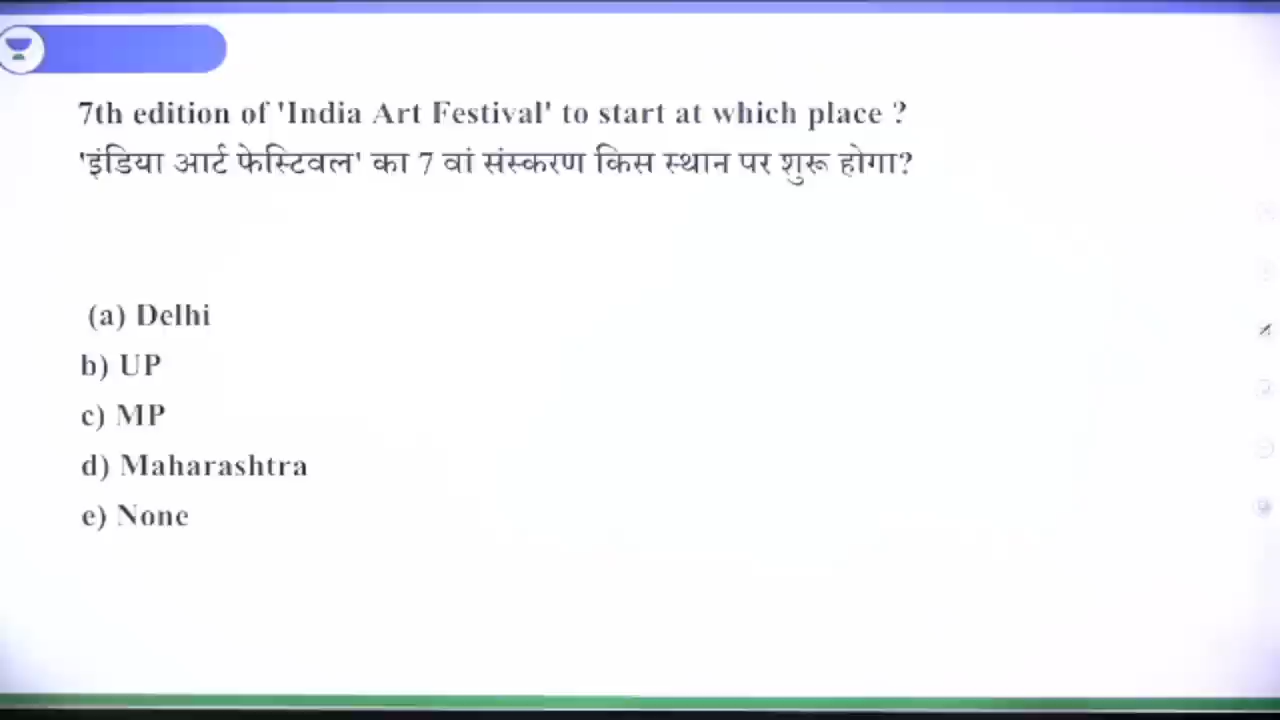 7th edition of 'India Art Festival' to start at which place ?
'इंडिया आर्ट फेस्टिवल' का 7 वां संस्करण किस स्थान पर शुरू होगा?
(a) Delhi
b) UP
c) MP
d) Maharashtra
e) None